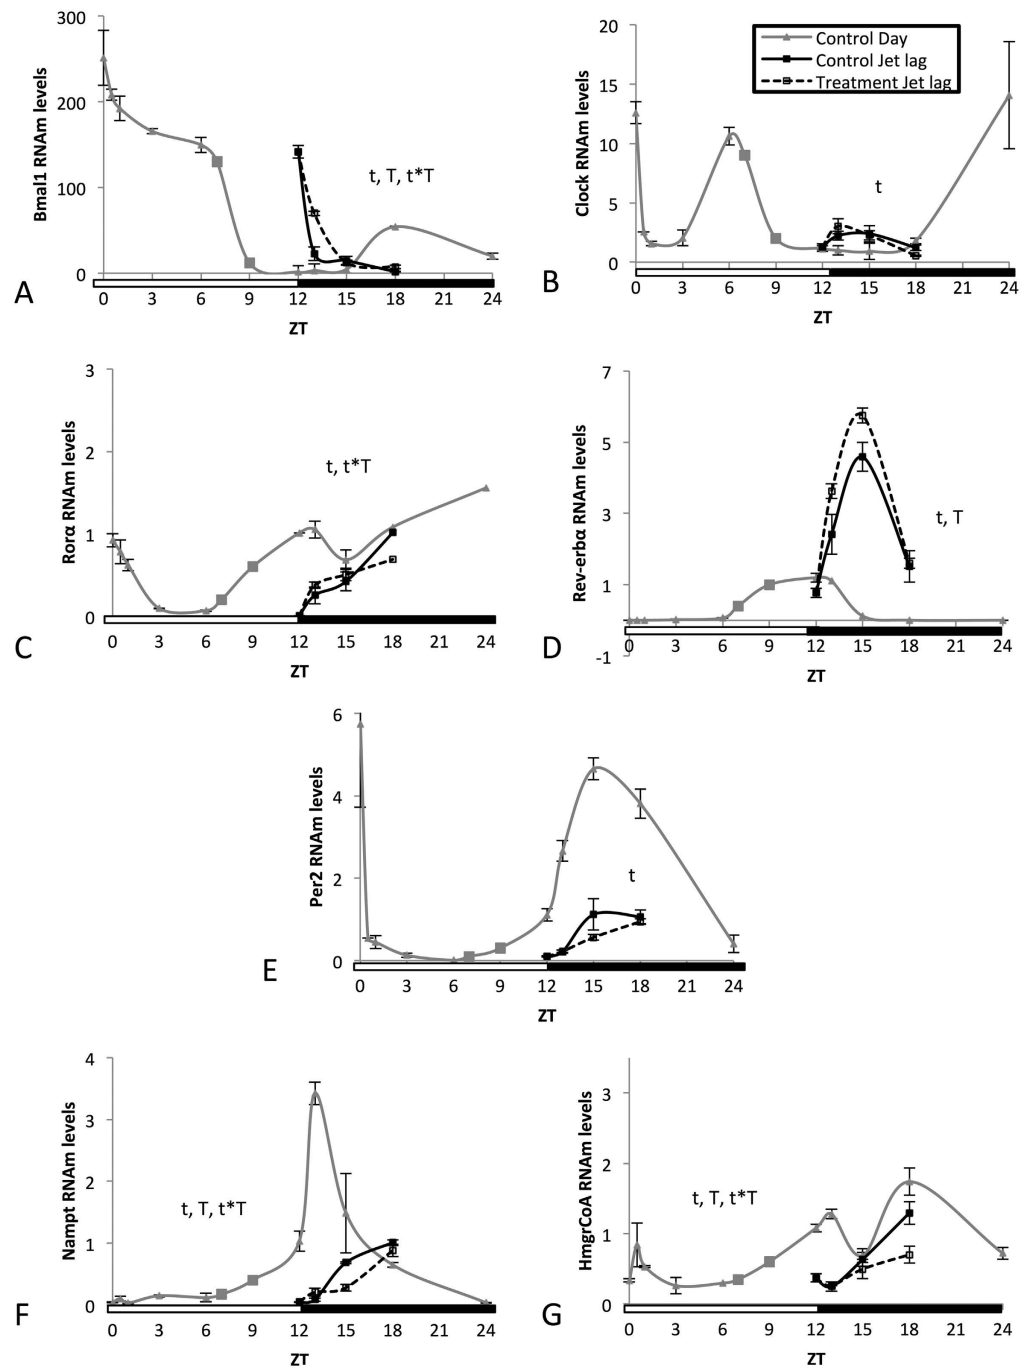 300
200
100
0
Bmal1 RNAm levels
t, T, t*T
0 3 6 9 12 15 18 21 24
ZT
A
20
15
10
5
0
Clock RNAm levels
Control Day
Control Jet lag
Treatment Jet lag
t
0 3 6 9 12 15 18 21 24
ZT
B
3
2
1
0
Rorα RNAm levels
t, t*T
0 3 6 9 12 15 18 21 24
ZT
C
7
5
3
1
-1
Rev-erbα RNAm levels
t, T
0 3 6 9 12 15 18 21 24
ZT
D
6
4
2
0
Per2 RNAm levels
t
0 3 6 9 12 15 18 21 24
ZT
E
4
3
2
1
0
Nampt RNAm levels
t, T, t*T
0 3 6 9 12 15 18 21 24
ZT
F
3
2
1
0
HmgrCoA RNAm levels
t, T, t*T
0 3 6 9 12 15 18 21 24
ZT
G